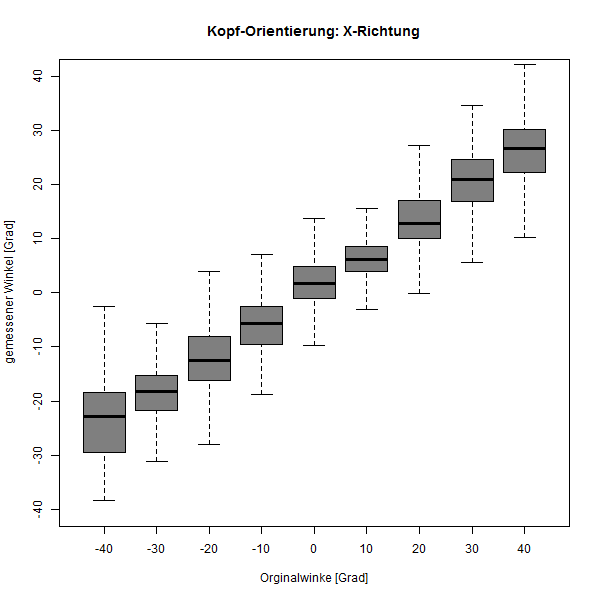 Kopf-Orientierung: X-Richtung
gemessener Winkel [Grad]
40
30
20
10
0
-10
-20
-30
-40
-40 -30 -20 -10 0 10 20 30 40
Orginalwinke [Grad]